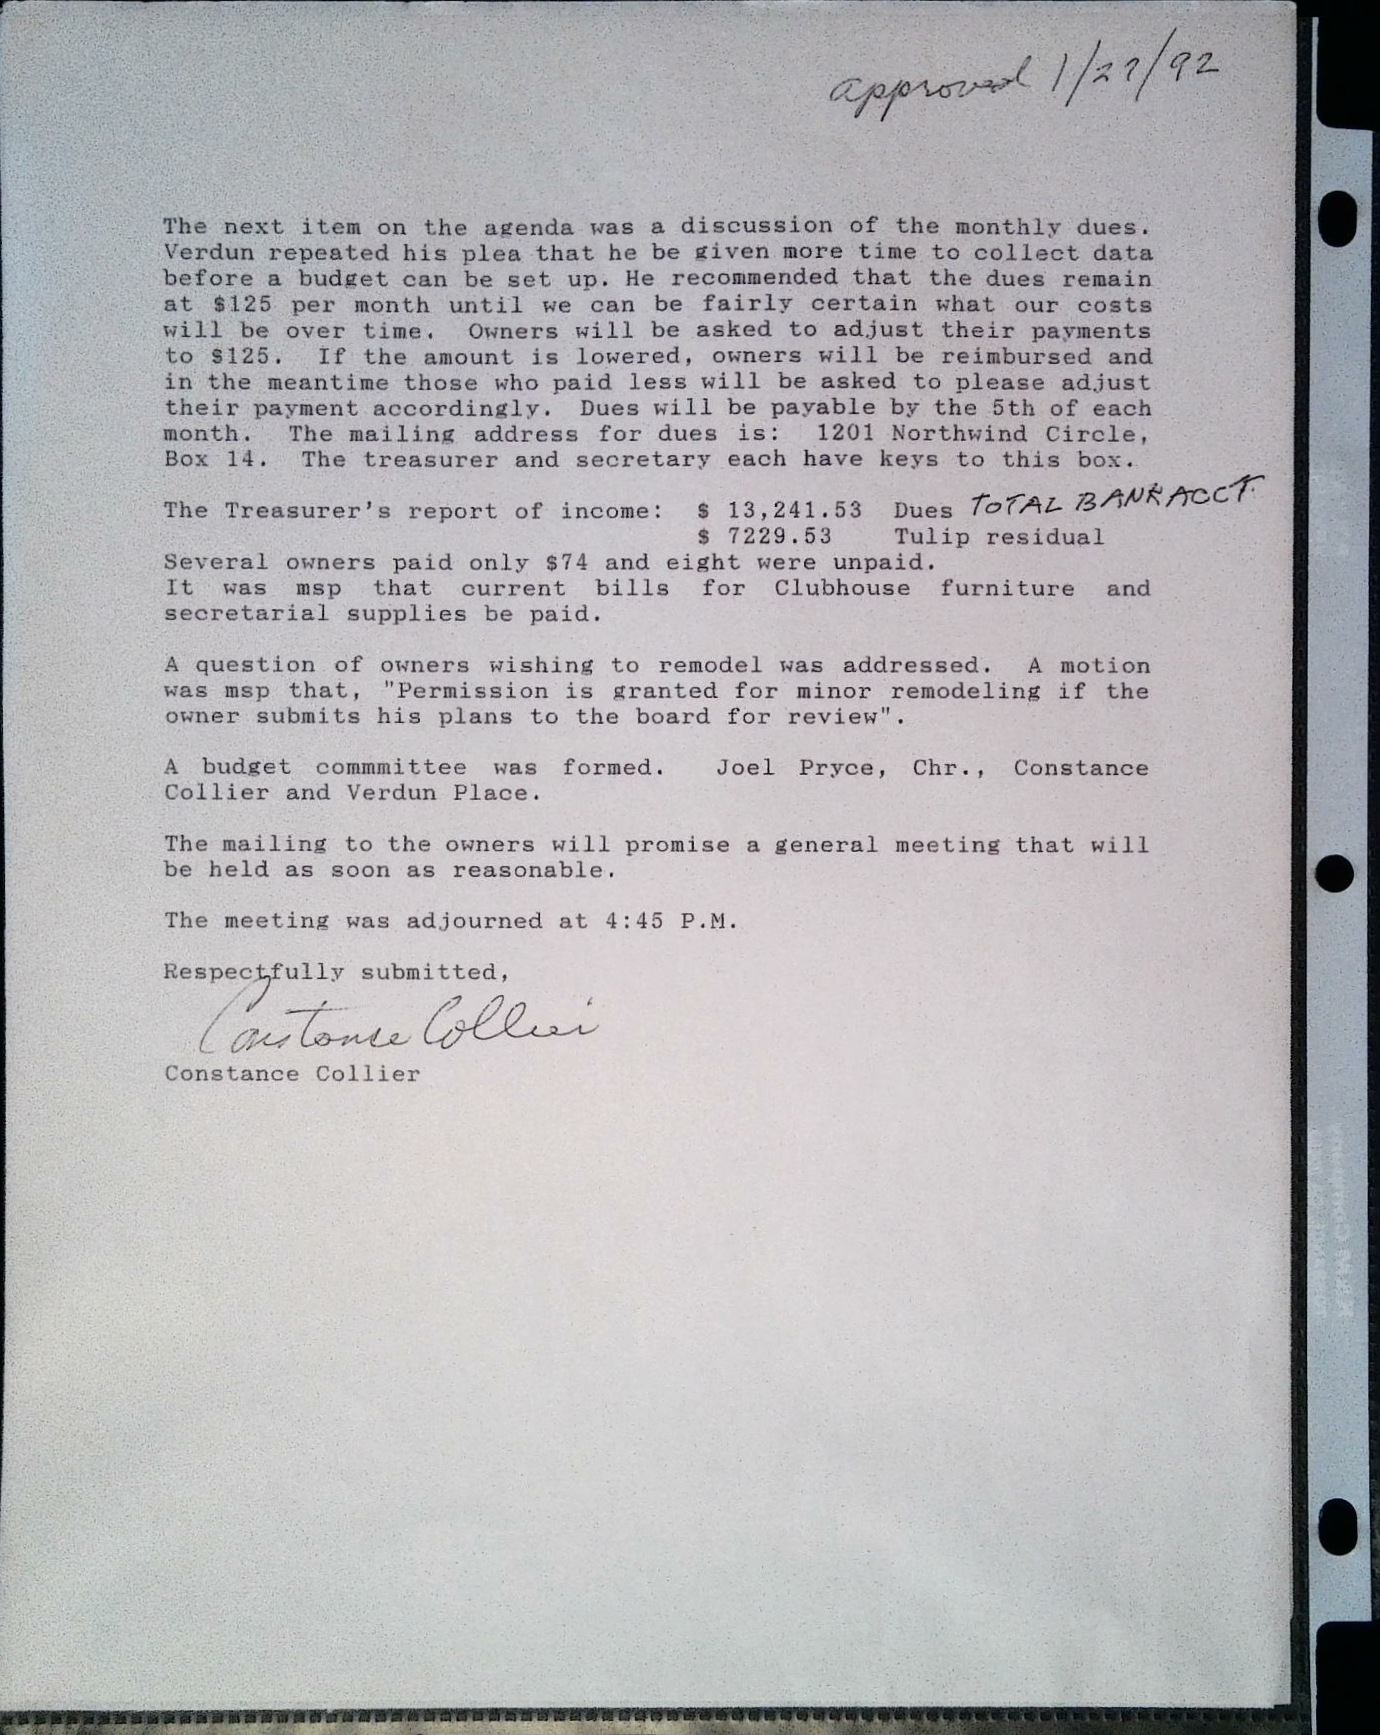 approved 1/27/92
The next item on the agenda was a discussion of the monthly dues.
Verdun repeated his plea that he be given more time to collect data
before a budget can be set up. He recommended that the dues remain
at $125 per month until we can be fairly certain what our costs
will be over time. Owners will be asked to adjust their payments
to $125. If the amount is lowered, owners will be reimbursed and
in the meantime those who paid less will be asked to please adjust
their payment accordingly. Dues will be payable by the 5th of each
month. The mailing address for dues is: 1201 Northwind Circle,
Box 14. The treasurer and secretary each have keys to this box.
The Treasurer's report of income: $ 13,241.53 Dues TOTAL BANK ACCT.
$ 7229.53 Tulip residual
Several owners paid only $74 and eight were unpaid.
It was msp that current bills for Clubhouse furniture and
secretarial supplies be paid.
A question of owners wishing to remodel was addressed. A motion
was msp that, "Permission is granted for minor remodeling if the
owner submits his plans to the board for review".
A budget commmittee was formed. Joel Pryce, Chr., Constance
Collier and Verdun Place.
The mailing to the owners will promise a general meeting that will
be held as soon as reasonable.
The meeting was adjourned at 4:45 P.M.
Respectfully submitted,
Constance Collier
Constance Collier